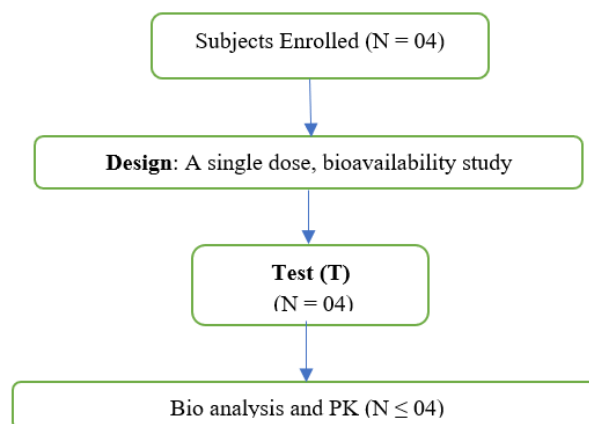 Subjects Enrolled (N = 04)
Design: A single dose, bioavailability study
Test (T)
(N = 04)
Bio analysis and PK (N ≤ 04)